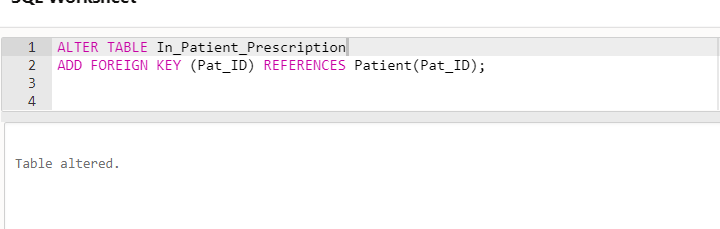 SQL Worksheet
1 ALTER TABLE In_Patient_Prescription
2 ADD FOREIGN KEY (Pat_ID) REFERENCES Patient(Pat_ID);
3
4
Table altered.